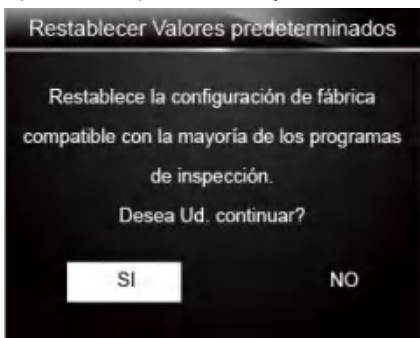 Restablecer Valores predeterminados
Restablece la configuración de fábrica
compatible con la mayoría de los programas
de inspección.
Desea Ud. continuar?
SI NO